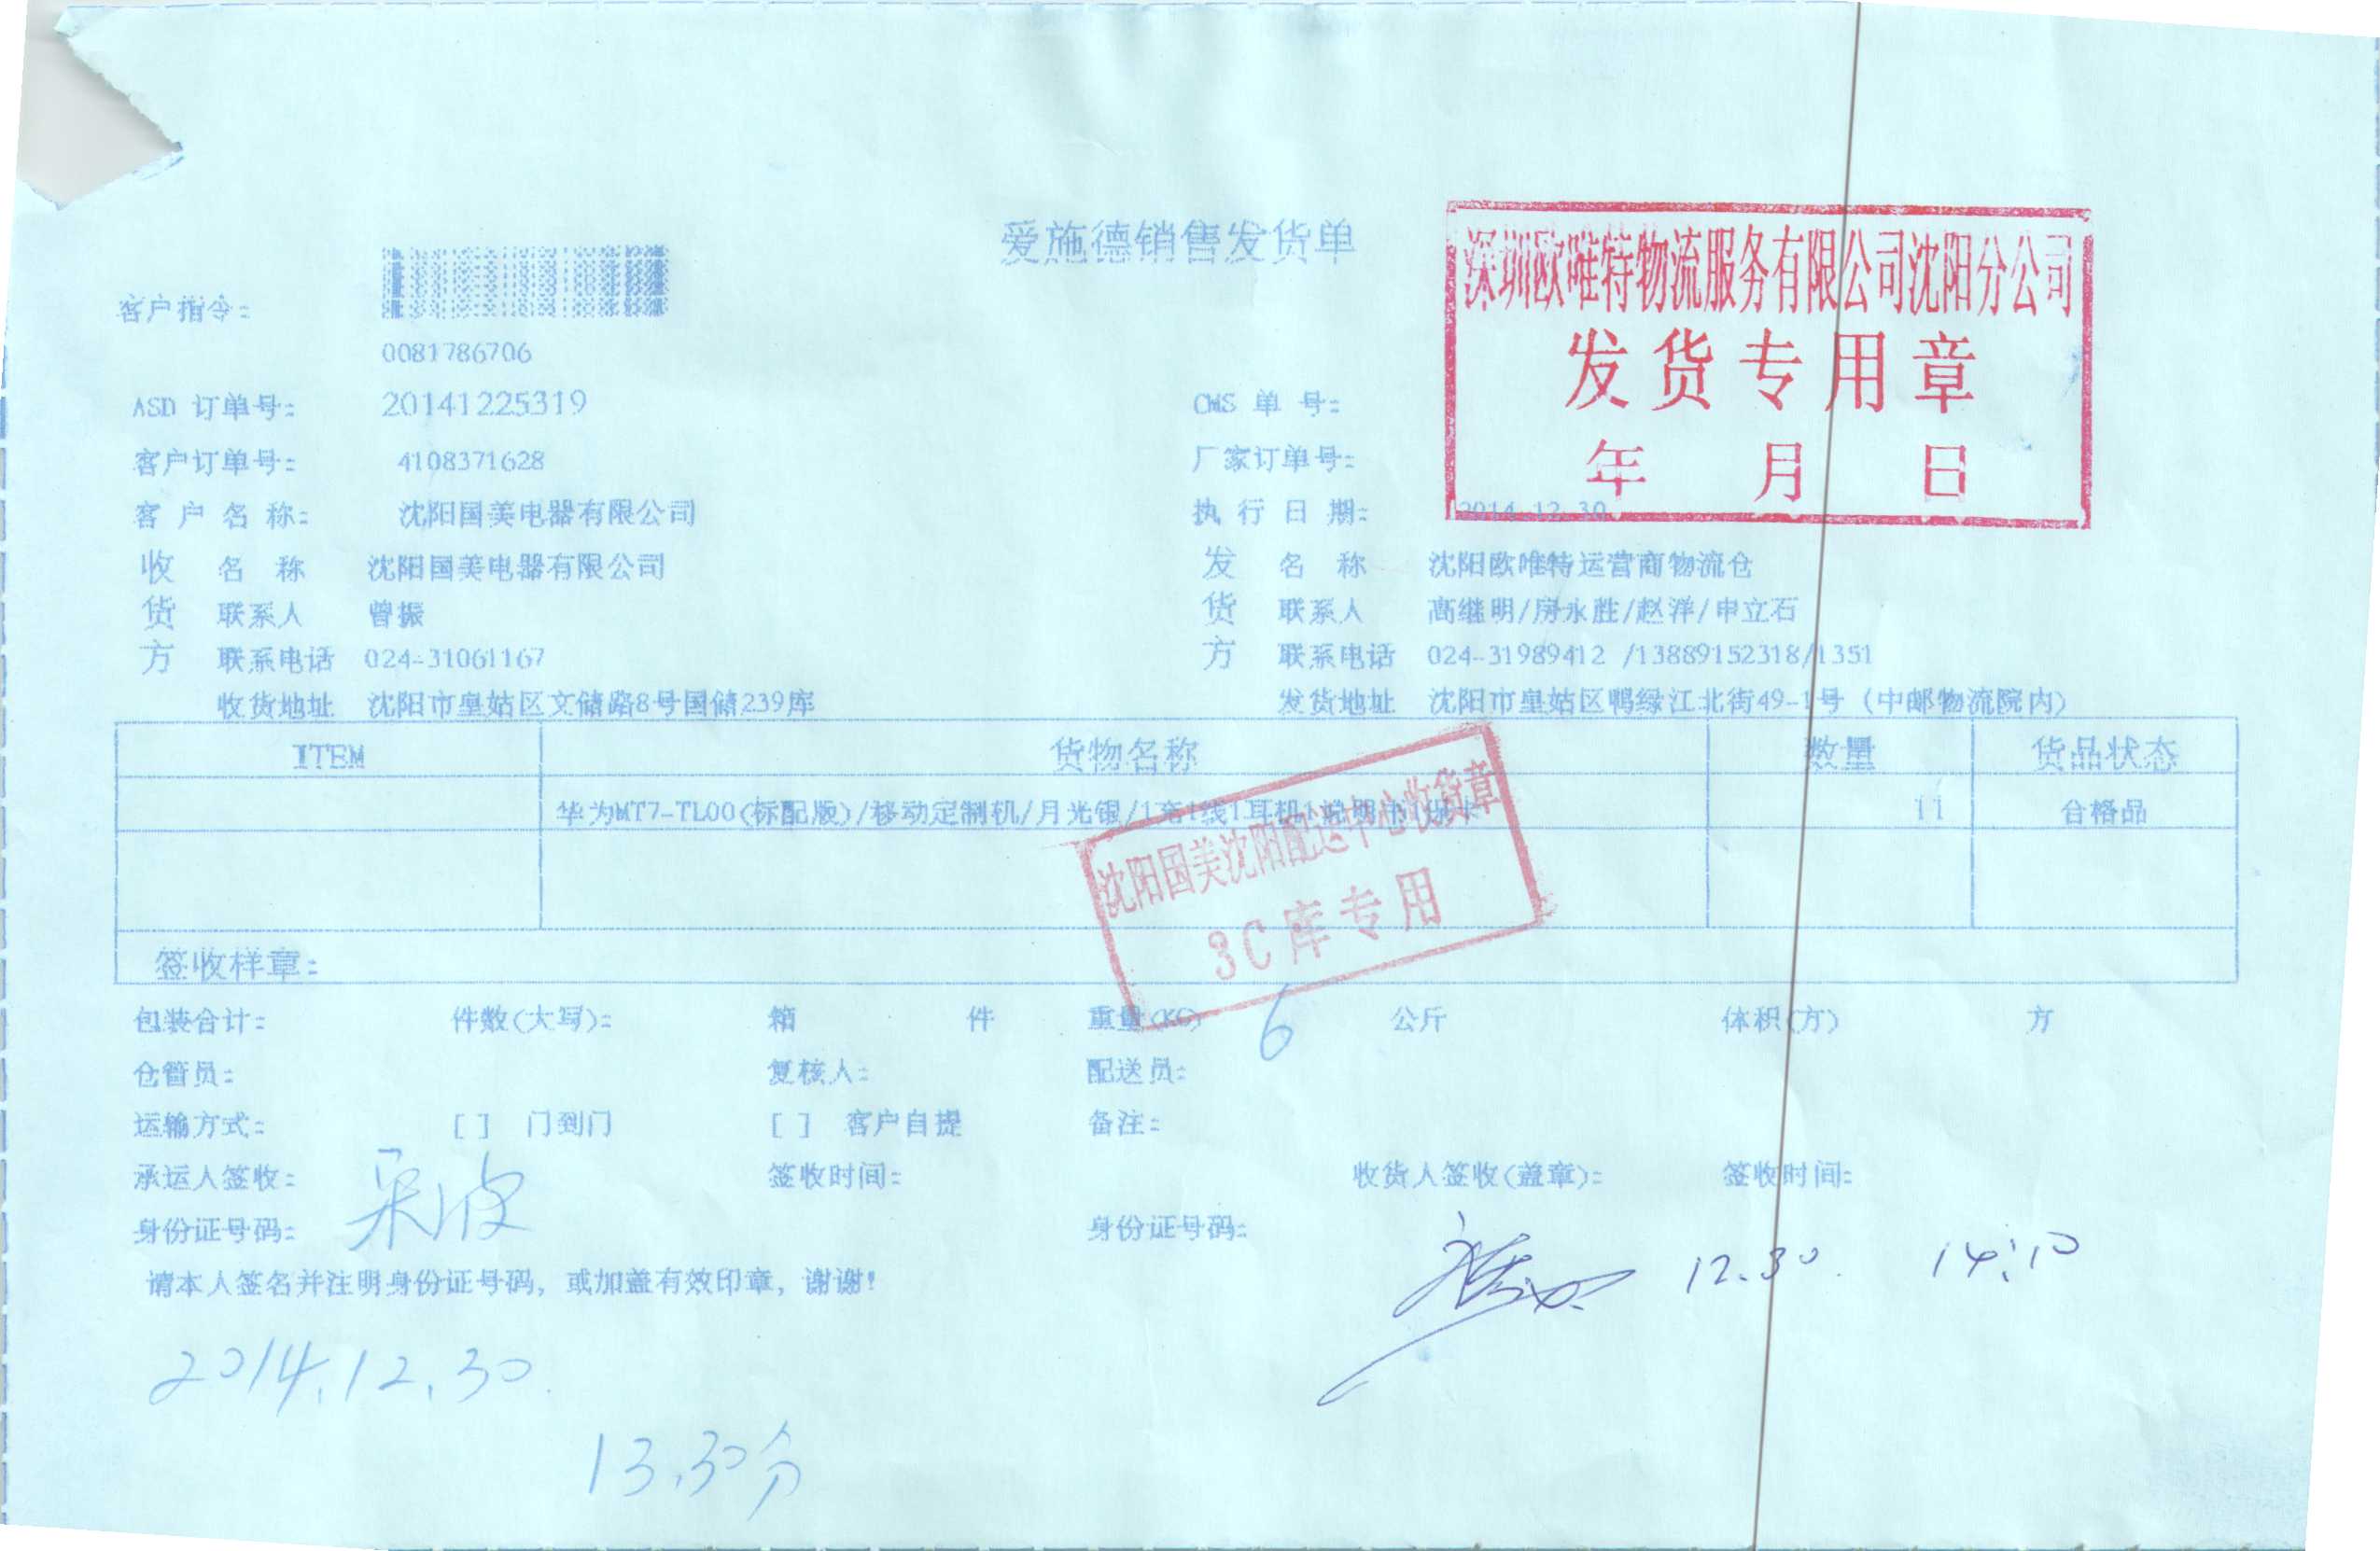 爱施德销售发货单
深圳欧唯特物流服务有限公司沈阳分公司
发货专用章
年 月 日
客户指令:
0081786706
ASD 订单号: 20141225319 CMS 单 号:
客户订单号: 4108371628 厂家订单号:
客 户 名 称: 沈阳国美电器有限公司 执 行 日 期: 2014.12.30
收 名 称 沈阳国美电器有限公司 发 名 称 沈阳欧唯特运营商物流仓
货 联系人 曾振 货 联系人 高继明/房永胜/赵洋/申立石
方 联系电话 024-31061167 方 联系电话 024-31989412 /13889152318/1351
收货地址 沈阳市皇姑区文储路8号国储239库 发货地址 沈阳市皇姑区鸭绿江北街49-1号 (中邮物流院内)
ITEM 货物名称 数量 货品状态
华为MT7-TL00(标配版)/移动定制机/月光银/1充1线1耳机 11 合格品
沈阳国美沈阳配送中心收货章
3C库专用
签收样章:
包装合计: 件数(大写): 箱 件 重量(KG) 6 公斤 体积(方) 方
仓管员: 复核人: 配送员:
运输方式: [ ] 门到门 [ ] 客户自提 备注:
承运人签收: 签收时间: 收货人签收(盖章): 签收时间:
身份证号码: 身份证号码:
12.30. 14:10
请本人签名并注明身份证号码, 或加盖有效印章, 谢谢!
2014.12.30.
13.30分